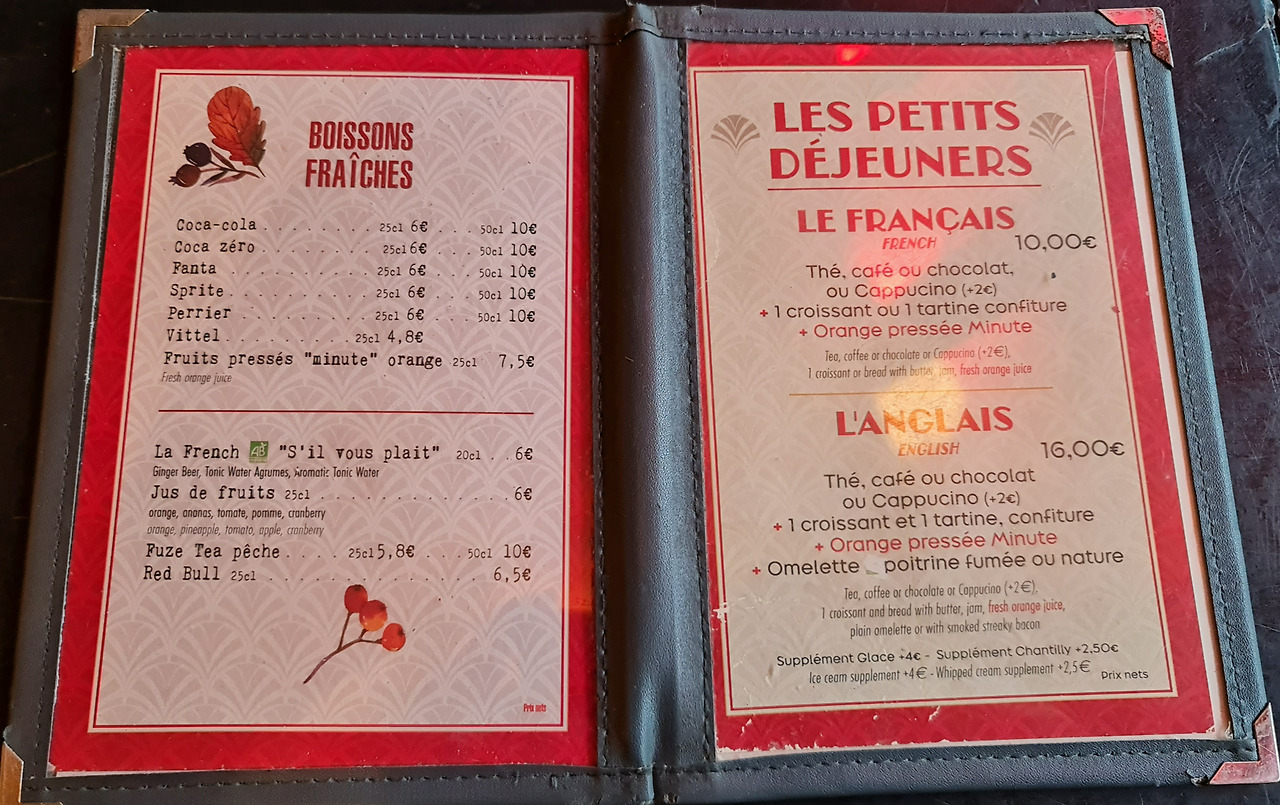 BOISSONS
FRAÎCHES
Coca-cola . . . . . . . . 25cl 6€ . . . 50cl 10€
Coca zéro . . . . . . . . 25cl 6€ . . . 50cl 10€
Fanta . . . . . . . . . . 25cl 6€ . . . 50cl 10€
Sprite . . . . . . . . . . 25cl 6€ . . . 50cl 10€
Perrier . . . . . . . . . 25cl 6€ . . . 50cl 10€
Vittel . . . . . . . . . 25cl 4,8€
Fruits pressés "minute" orange 25cl 7,5€
Fresh orange juice
La French AB "S'il vous plait" 20cl . . 6€
Ginger Beer, Tonic Water Agrumes, Aromatic Tonic Water
Jus de fruits 25cl . . . . . . . . . . . . . . 6€
orange, ananas, tomate, pomme, cranberry
orange, pineapple, tomato, apple, cranberry
Fuze Tea pêche . . . . 25cl 5,8€ . . . 50cl 10€
Red Bull 25cl . . . . . . . . . . . . . . . . 6,5€
Prix nets
LES PETITS
DÉJEUNERS
LE FRANÇAIS
FRENCH 10,00€
Thé, café ou chocolat,
ou Cappucino (+2€)
+ 1 croissant ou 1 tartine confiture
+ Orange pressée Minute
Tea, coffee or chocolate or Cappucino (+2€),
1 croissant or bread with butter, jam, fresh orange juice
L'ANGLAIS
ENGLISH 16,00€
Thé, café ou chocolat
ou Cappucino (+2€)
+ 1 croissant et 1 tartine, confiture
+ Orange pressée Minute
+ Omelette poitrine fumée ou nature
Tea, coffee or chocolate or Cappucino (+2€),
1 croissant and bread with butter, jam, fresh orange juice,
plain omelette or with smoked streaky bacon
Supplément Glace +4€ - Supplément Chantilly +2,50€
Ice ceam supplement +4€ - Whipped cream supplement +2,5€
Prix nets